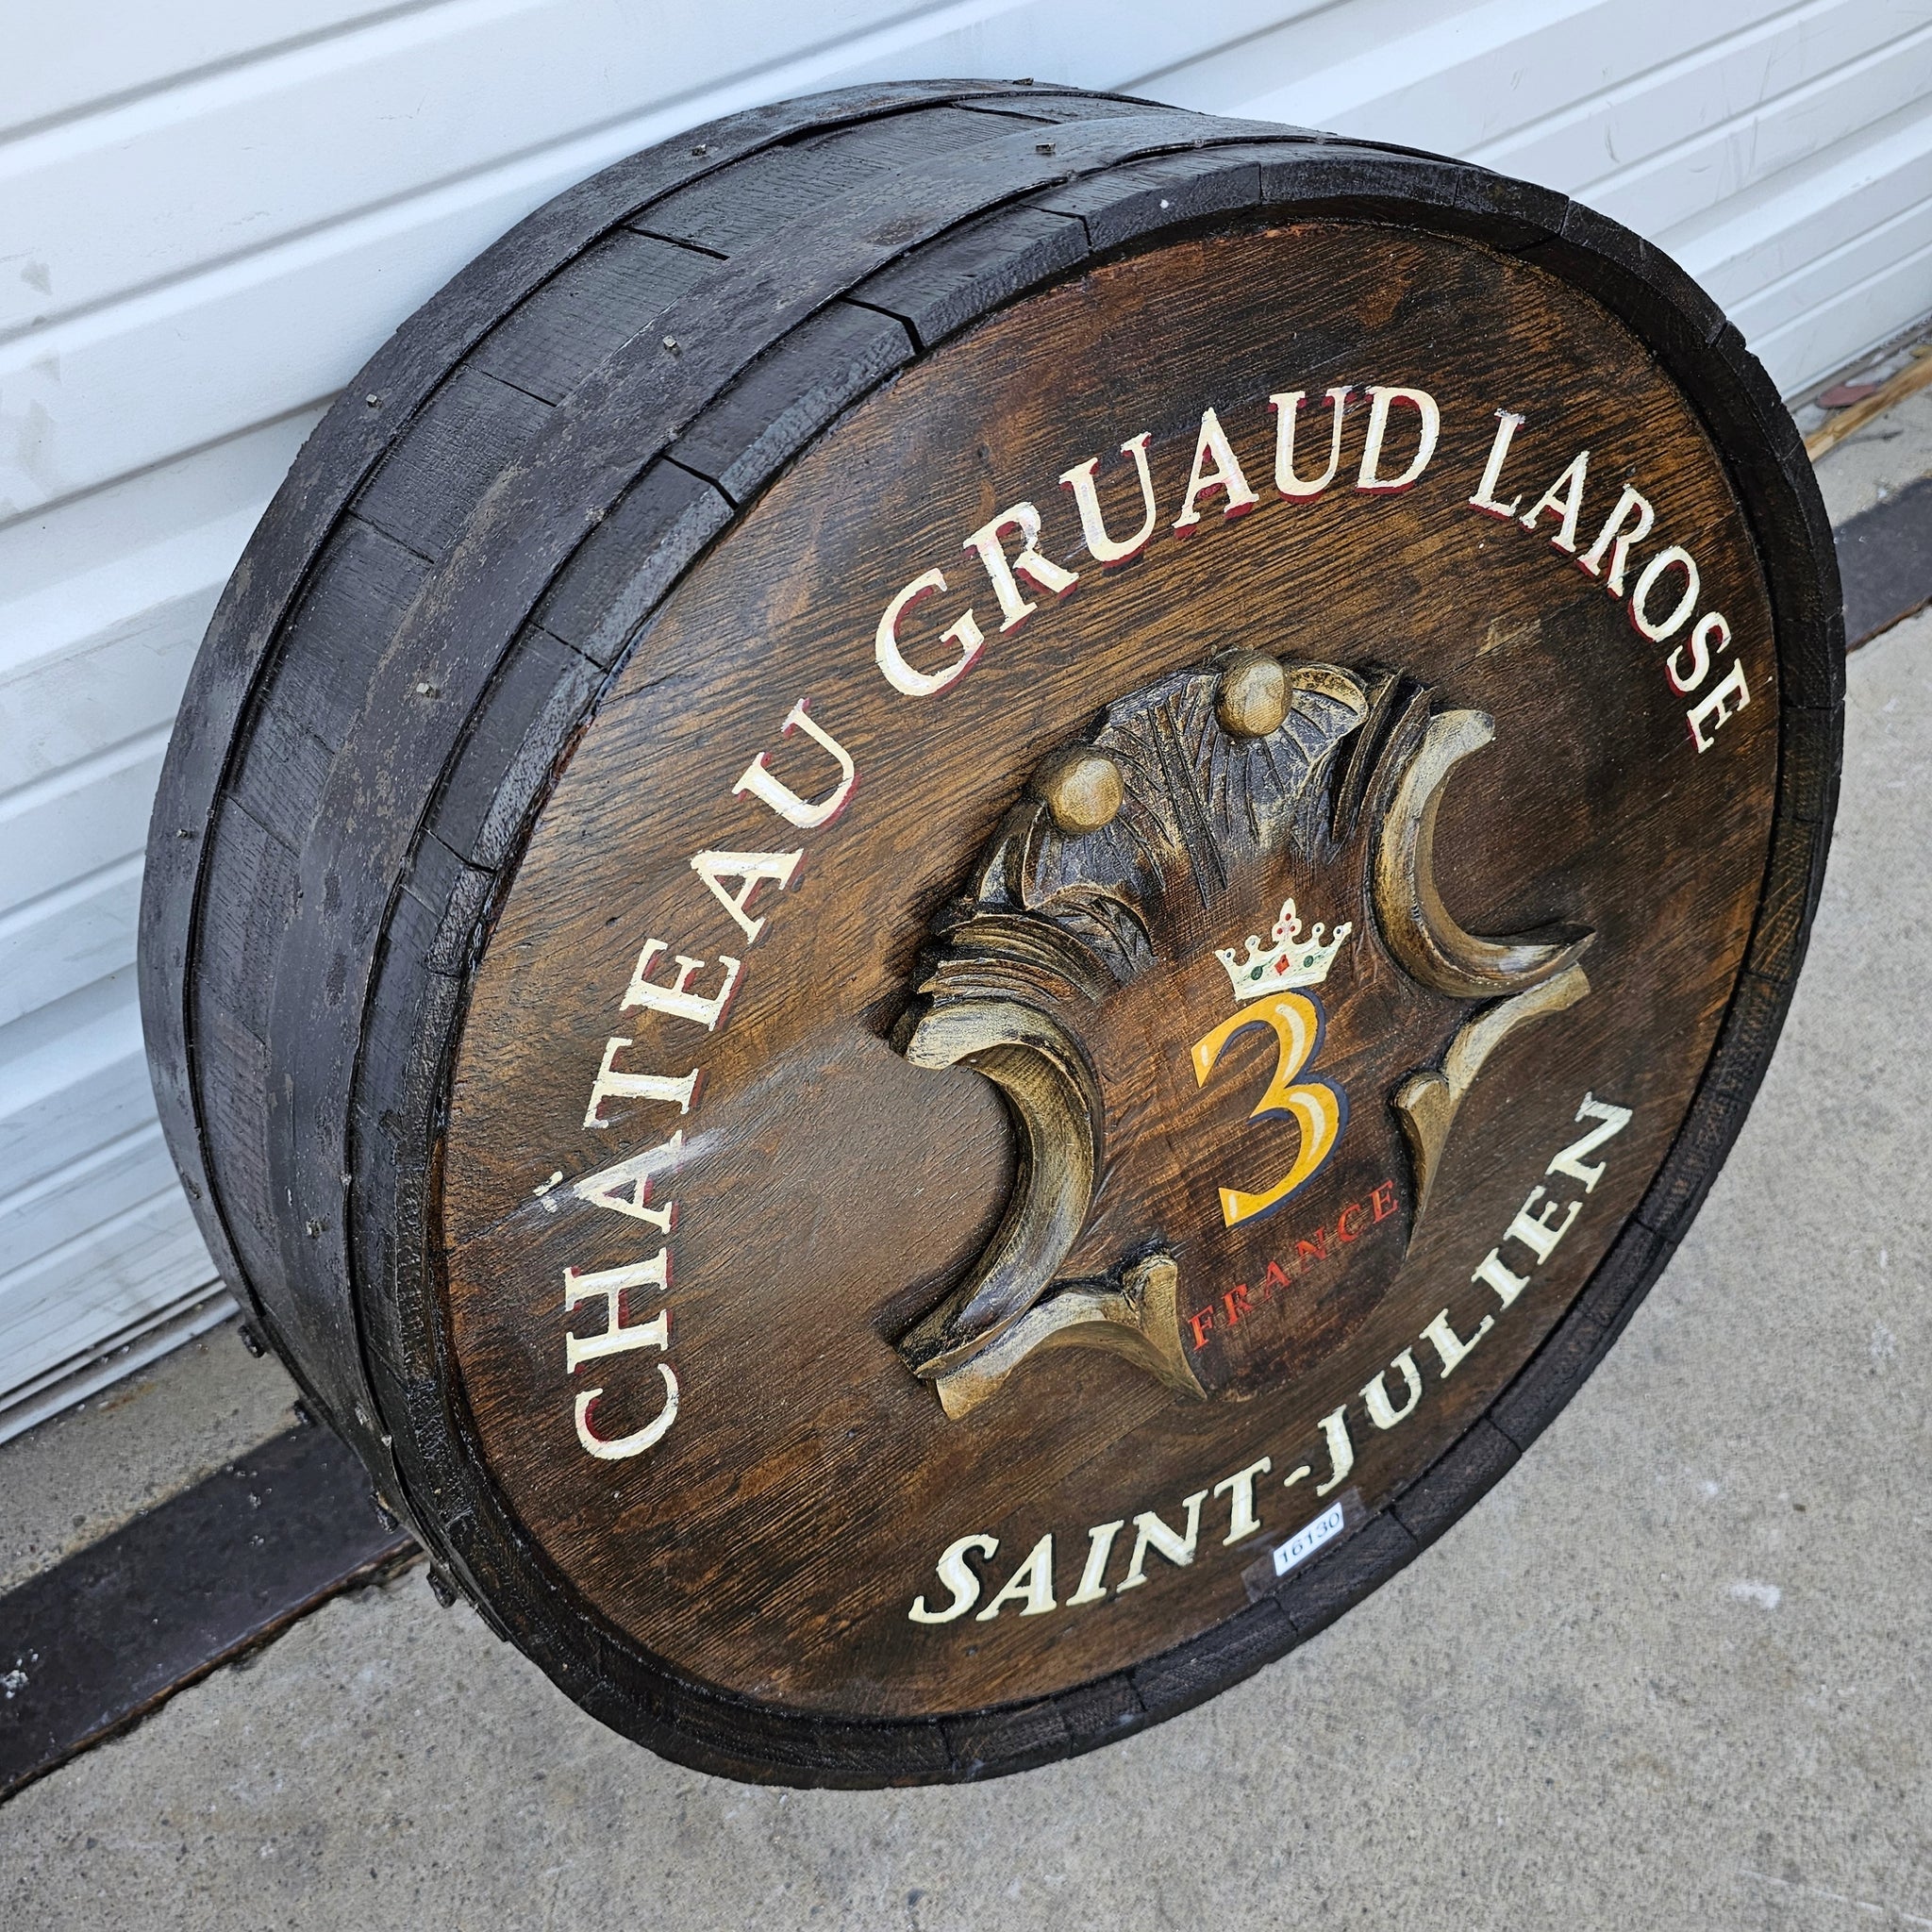 CHÂTEAU GRUAUD LAROSE
3
FRANCE
SAINT-JULIEN
16130